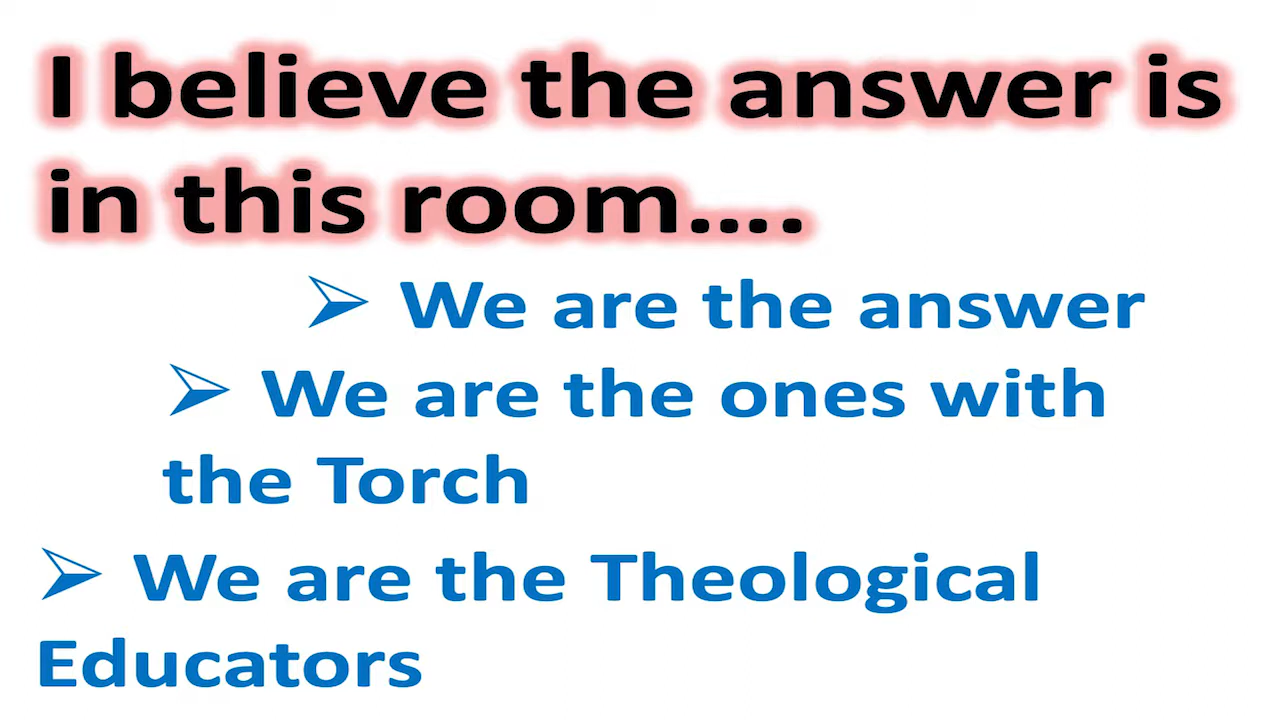 I believe the answer is
in this room....
➢ We are the answer
➢ We are the ones with
the Torch
➢ We are the Theological
Educators